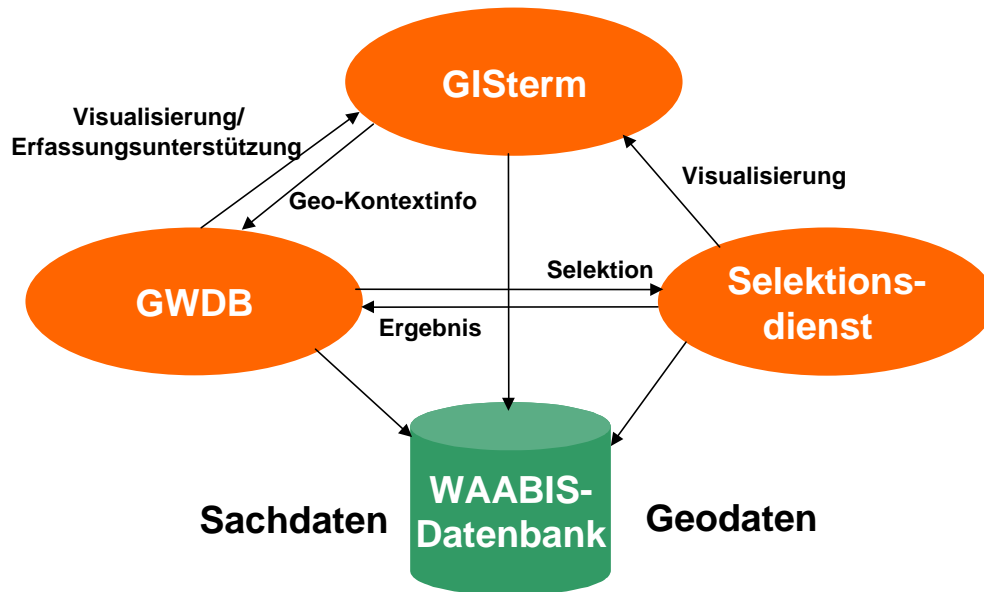 GISterm
Visualisierung/
Erfassungsunterstützung
Visualisierung
Geo-Kontextinfo
Selektion
GWDB
Selektions-
dienst
Ergebnis
WAABIS-
Datenbank
Sachdaten
Geodaten